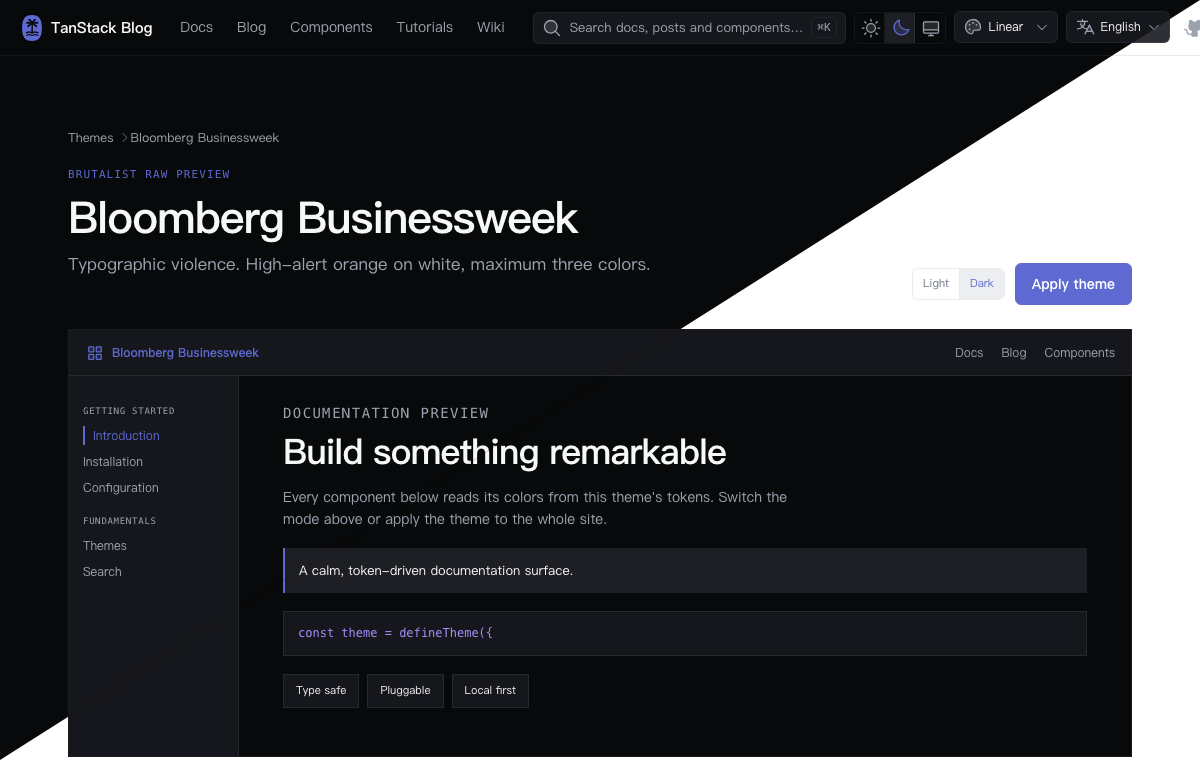 TanStack Blog Docs Blog Components Tutorials Wiki Search docs, posts and components... ⌘K Linear English
Themes Bloomberg Businessweek
BRUTALIST RAW PREVIEW
Bloomberg Businessweek
Typographic violence. High-alert orange on white, maximum three colors.
Light Dark Apply theme
Bloomberg Businessweek Docs Blog Components
GETTING STARTED
Introduction
Installation
Configuration
FUNDAMENTALS
Themes
Search
DOCUMENTATION PREVIEW
Build something remarkable
Every component below reads its colors from this theme's tokens. Switch the
mode above or apply the theme to the whole site.
A calm, token-driven documentation surface.
const theme = defineTheme({
Type safe Pluggable Local first